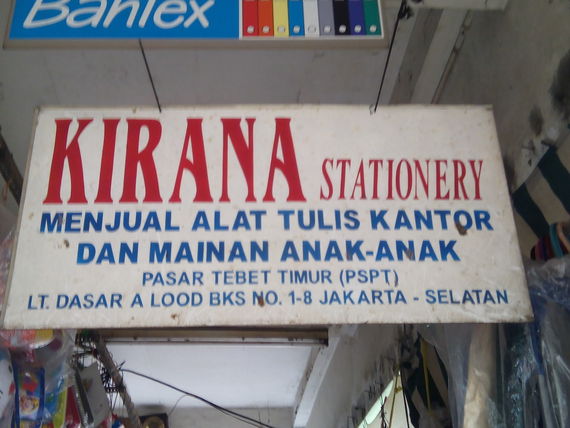 Bantex
KIRANA STATIONERY
MENJUAL ALAT TULIS KANTOR
DAN MAINAN ANAK-ANAK
PASAR TEBET TIMUR (PSPT)
LT. DASAR A LOOD BKS NO. 1-8 JAKARTA - SELATAN